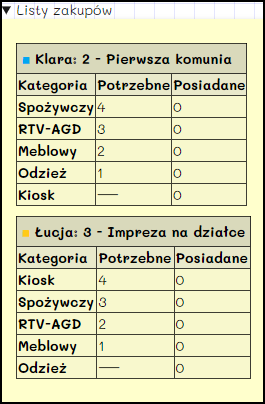 Listy zakupów
Klara: 2 - Pierwsza komunia
Kategoria Potrzebne Posiadane
Spożywczy 4 0
RTV-AGD 3 0
Meblowy 2 0
Odzież 1 0
Kiosk — 0
Łucja: 3 - Impreza na działce
Kategoria Potrzebne Posiadane
Kiosk 4 0
Spożywczy 3 0
RTV-AGD 2 0
Meblowy 1 0
Odzież — 0